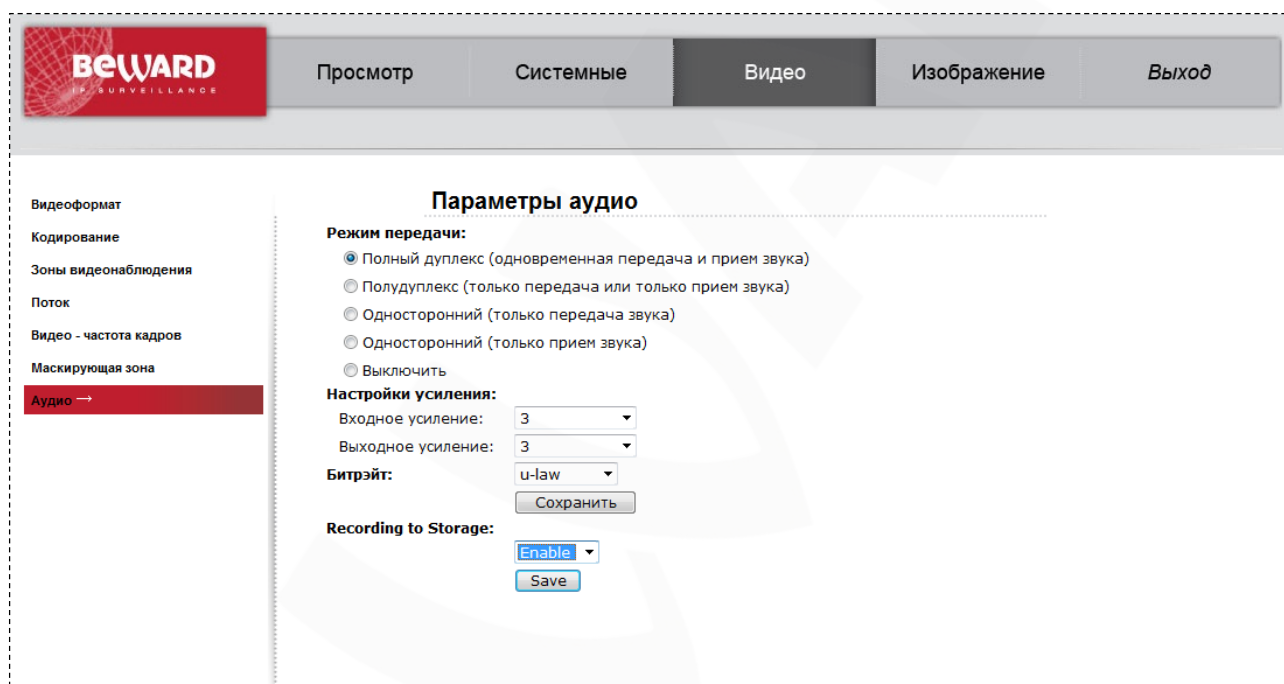 BEWARD
IP SURVEILLANCE
Просмотр
Системные
Видео
Изображение
Выход
Видеоформат
Кодирование
Зоны видеонаблюдения
Поток
Видео - частота кадров
Маскирующая зона
Аудио →
Параметры аудио
Режим передачи:
Полный дуплекс (одновременная передача и прием звука)
Полудуплекс (только передача или только прием звука)
Односторонний (только передача звука)
Односторонний (только прием звука)
Выключить
Настройки усиления:
Входное усиление: 3
Выходное усиление: 3
Битрэйт: u-law
Сохранить
Recording to Storage:
Enable
Save